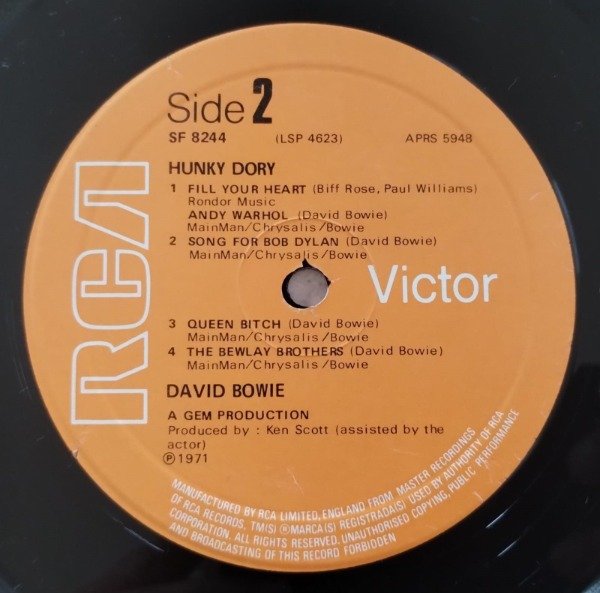 RCA
Side 2
SF 8244 (LSP 4623) APRS 5948
HUNKY DORY
1 FILL YOUR HEART (Biff Rose, Paul Williams)
Rondor Music
ANDY WARHOL (David Bowie)
MainMan/Chrysalis/Bowie
2 SONG FOR BOB DYLAN (David Bowie)
MainMan/Chrysalis/Bowie
Victor
3 QUEEN BITCH (David Bowie)
MainMan/Chrysalis/Bowie
4 THE BEWLAY BROTHERS (David Bowie)
MainMan/Chrysalis/Bowie
DAVID BOWIE
A GEM PRODUCTION
Produced by : Ken Scott (assisted by the
actor)
℗1971
MANUFACTURED BY RCA LIMITED, ENGLAND FROM MASTER RECORDINGS
OF RCA RECORDS, TM(S) ® MARCA(S) REGISTRADA(S) USED BY AUTHORITY OF RCA
CORPORATION. ALL RIGHTS RESERVED. UNAUTHORISED COPYING, PUBLIC PERFORMANCE
AND BROADCASTING OF THIS RECORD FORBIDDEN